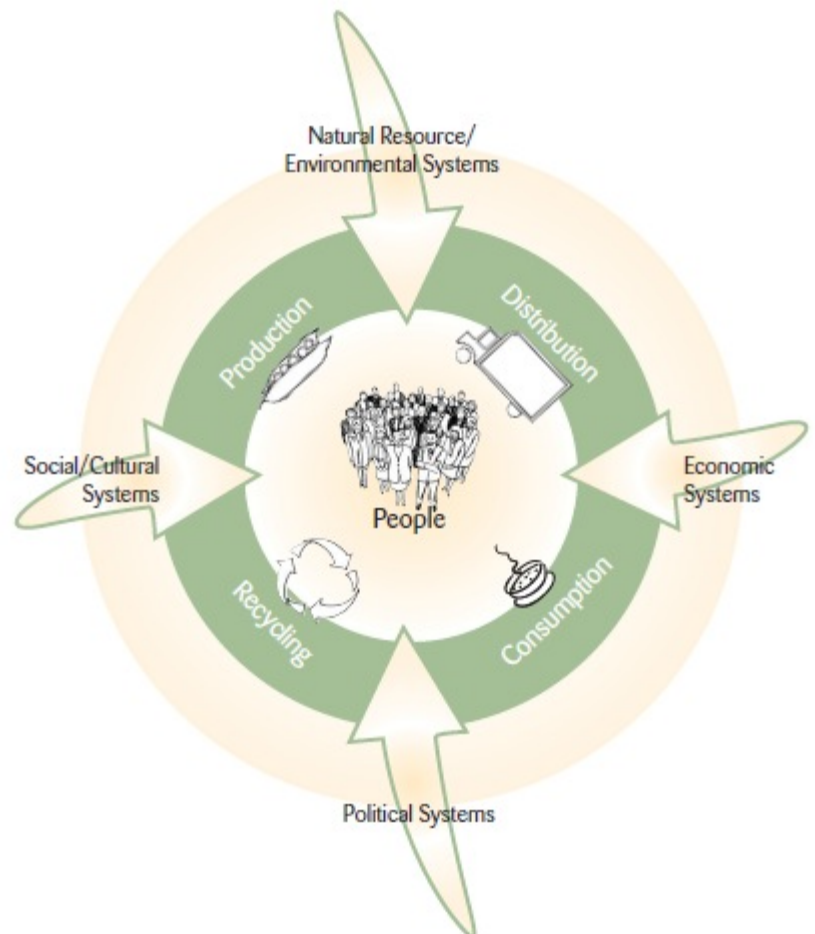 Natural Resource/
Environmental Systems
Production
Distribution
Social/Cultural
Systems
Economic
Systems
People
Recycling
Consumption
Political Systems